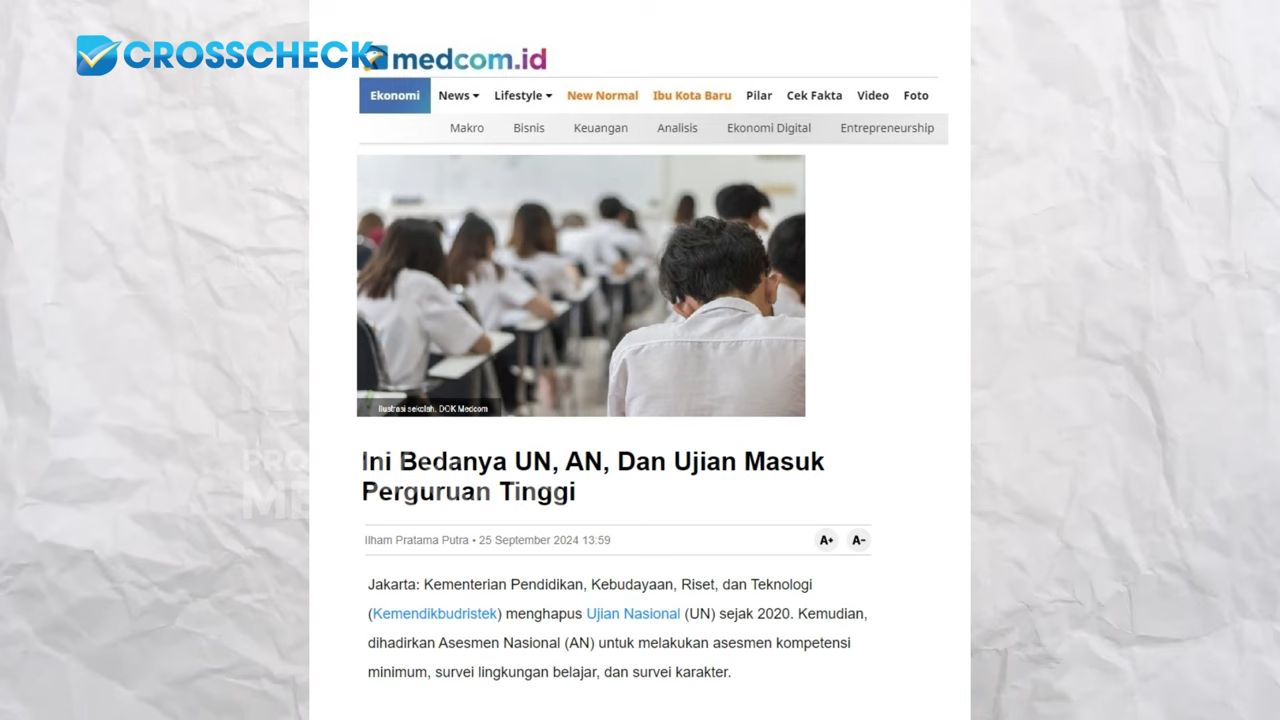 CROSSCHECK
medcom.id
Ekonomi News Lifestyle New Normal Ibu Kota Baru Pilar Cek Fakta Video Foto
Makro Bisnis Keuangan Analisis Ekonomi Digital Entrepreneurship
Ilustrasi sekolah. DOK Medcom
Ini Bedanya UN, AN, Dan Ujian Masuk
Perguruan Tinggi
Ilham Pratama Putra • 25 September 2024 13:59 A+ A-
Jakarta: Kementerian Pendidikan, Kebudayaan, Riset, dan Teknologi
(Kemendikbudristek) menghapus Ujian Nasional (UN) sejak 2020. Kemudian,
dihadirkan Asesmen Nasional (AN) untuk melakukan asesmen kompetensi
minimum, survei lingkungan belajar, dan survei karakter.